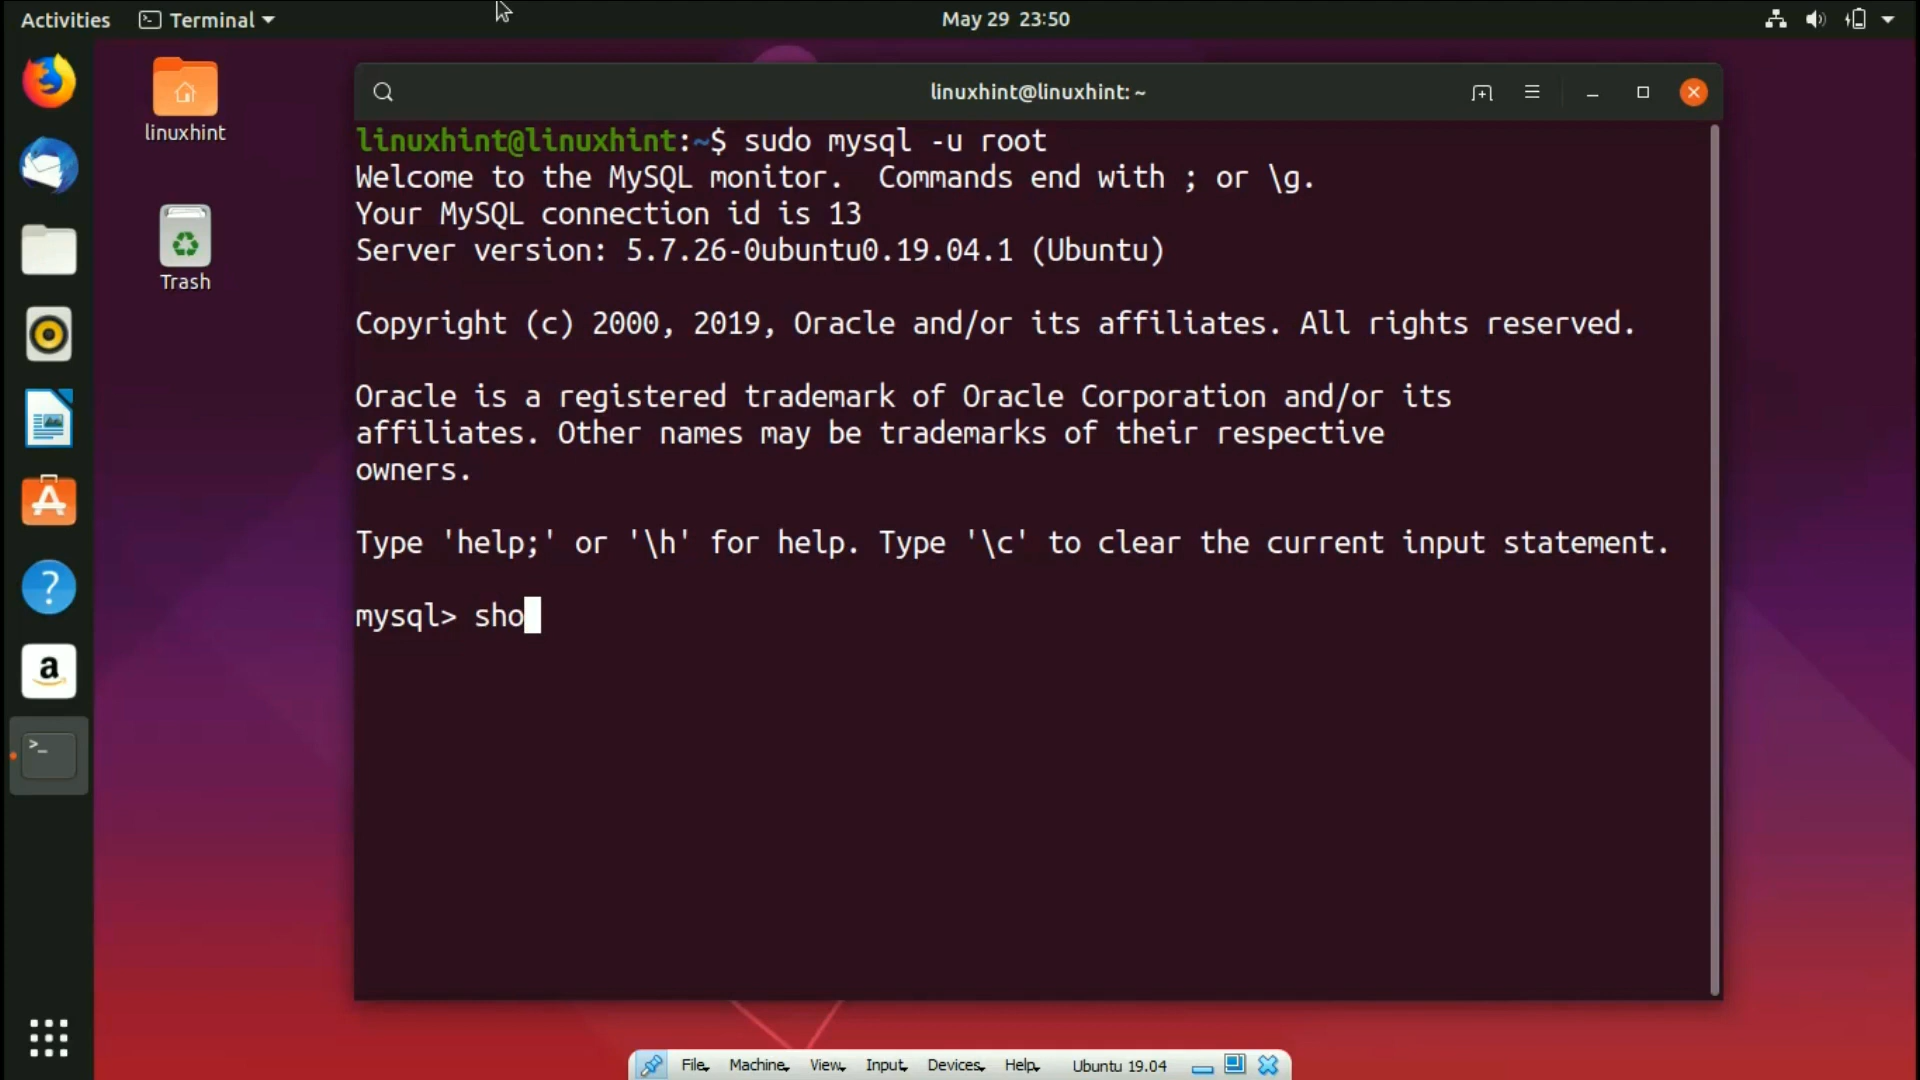 Activities
Terminal
May 29 23:50
linuxhint
Trash
linuxhint@linuxhint: ~
linuxhint@linuxhint:~$ sudo mysql -u root
Welcome to the MySQL monitor.  Commands end with ; or \g.
Your MySQL connection id is 13
Server version: 5.7.26-0ubuntu0.19.04.1 (Ubuntu)
Copyright (c) 2000, 2019, Oracle and/or its affiliates. All rights reserved.
Oracle is a registered trademark of Oracle Corporation and/or its
affiliates. Other names may be trademarks of their respective
owners.
Type 'help;' or '\h' for help. Type '\c' to clear the current input statement.
mysql> sho
File Machine View Input Devices Help Ubuntu 19.04